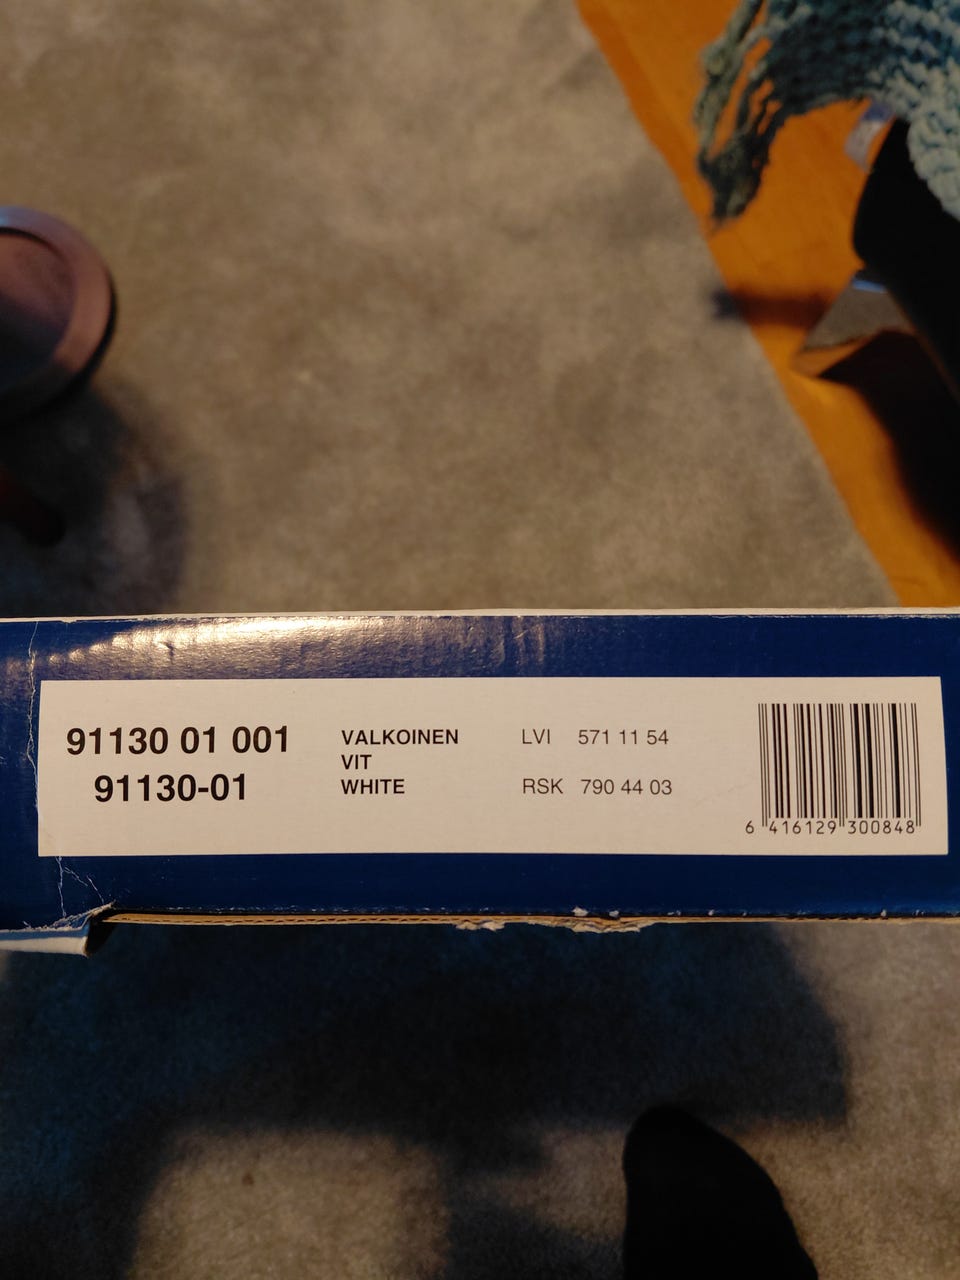 91130 01 001
91130-01
VALKOINEN
VIT
WHITE
LVI 571 11 54
RSK 790 44 03
6 416129 300848